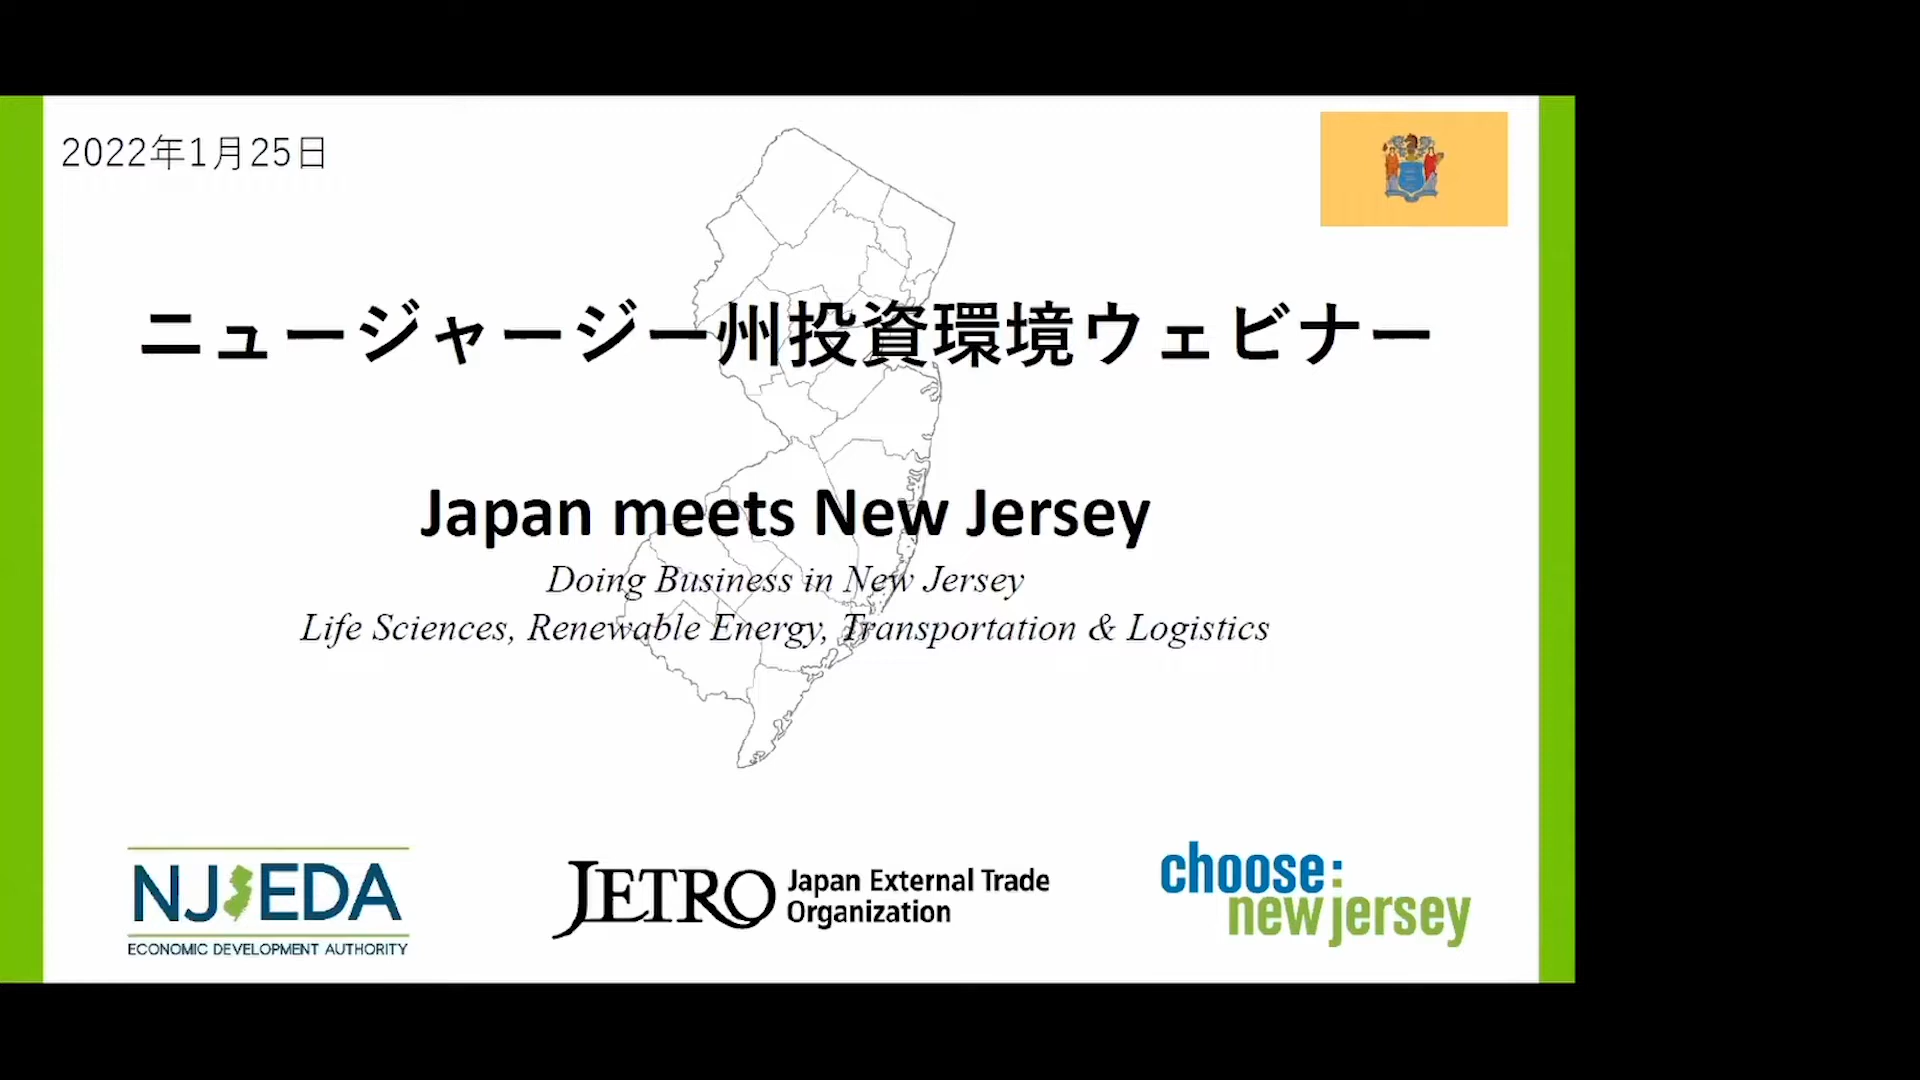 2022年1月25日
ニュージャージー州投資環境ウェビナー
Japan meets New Jersey
Doing Business in New Jersey
Life Sciences, Renewable Energy, Transportation & Logistics
NJEDA
ECONOMIC DEVELOPMENT AUTHORITY
JETRO Japan External Trade
Organization
choose:
newjersey